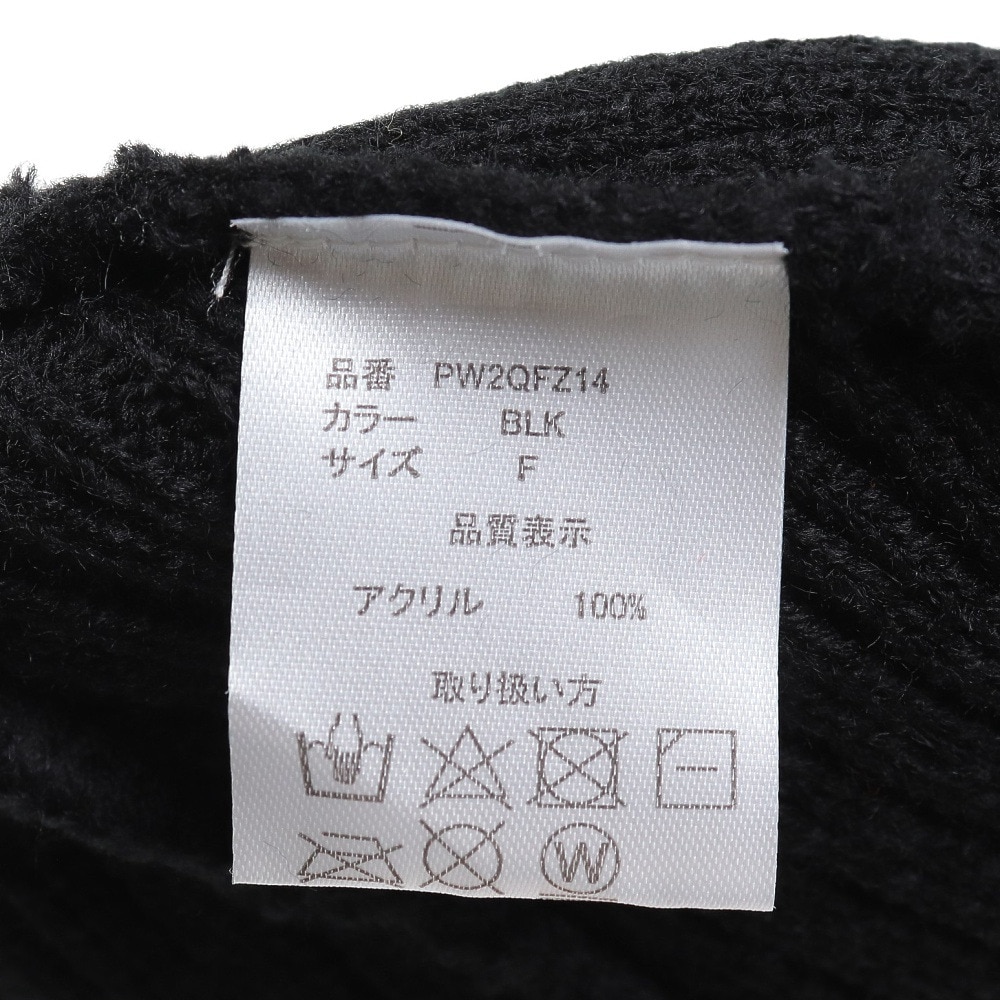 品番 PW2QFZ14
カラー BLK
サイズ F
品質表示
アクリル 100%
取り扱い方
W